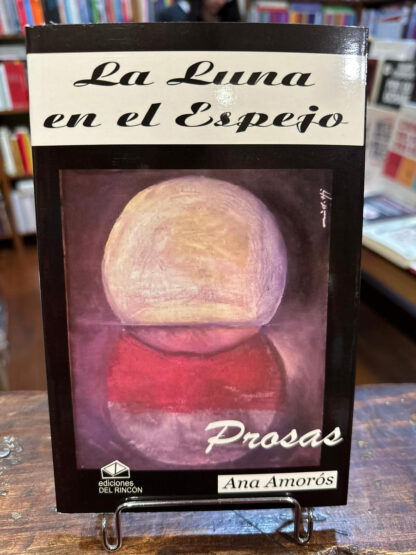 La Luna
en el Espejo
Prosas
ediciones
DEL RINCÓN
Ana Amorós